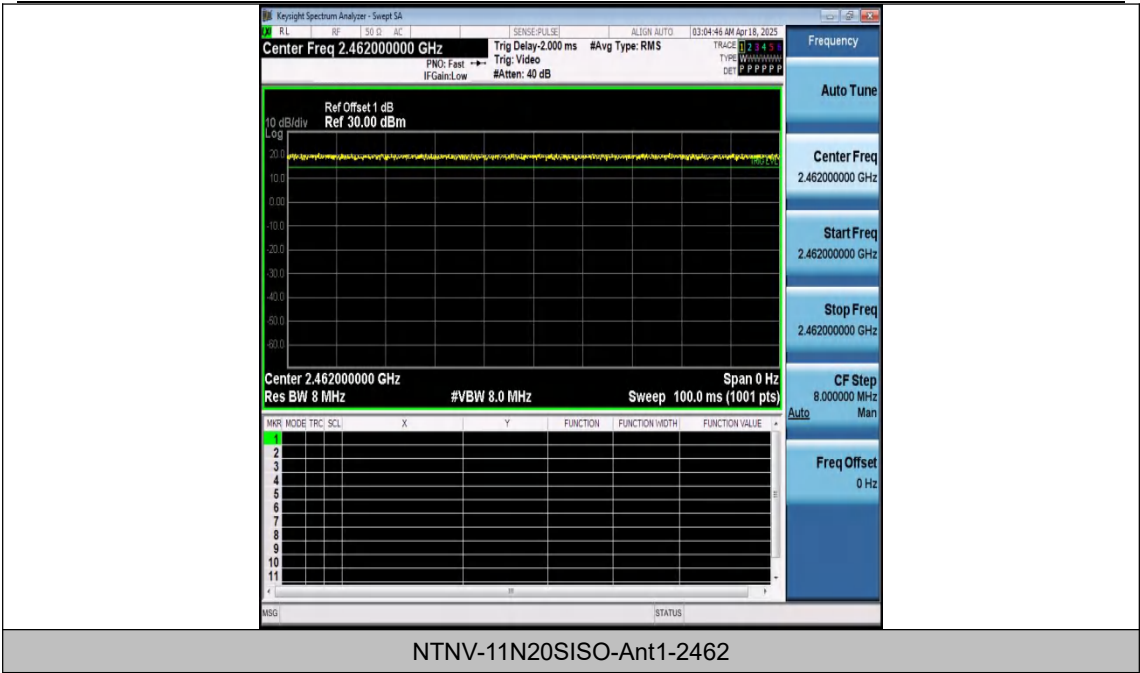 Keysight Spectrum Analyzer - Swept SA
RL RF 50 Ω AC SENSE:PULSE ALIGN AUTO 03:04:46 AM Apr 18, 2025
Center Freq 2.462000000 GHz
PNO: Fast
IFGain:Low
Trig Delay-2.000 ms
Trig: Video
#Atten: 40 dB
#Avg Type: RMS
TRACE 1 2 3 4 5 6
TYPE WWWWWW
DET P P P P P P
Ref Offset 1 dB
10 dB/div Ref 30.00 dBm
Log
20.0
TRIG LVL
10.0
0.00
-10.0
-20.0
-30.0
-40.0
-50.0
-60.0
Center 2.462000000 GHz Span 0 Hz
Res BW 8 MHz #VBW 8.0 MHz Sweep 100.0 ms (1001 pts)
MKR MODE TRC SCL X Y FUNCTION FUNCTION WIDTH FUNCTION VALUE
1
2
3
4
5
6
7
8
9
10
11
MSG STATUS
Frequency
Auto Tune
Center Freq
2.462000000 GHz
Start Freq
2.462000000 GHz
Stop Freq
2.462000000 GHz
CF Step
8.000000 MHz
Auto Man
Freq Offset
0 Hz
NTNV-11N20SISO-Ant1-2462